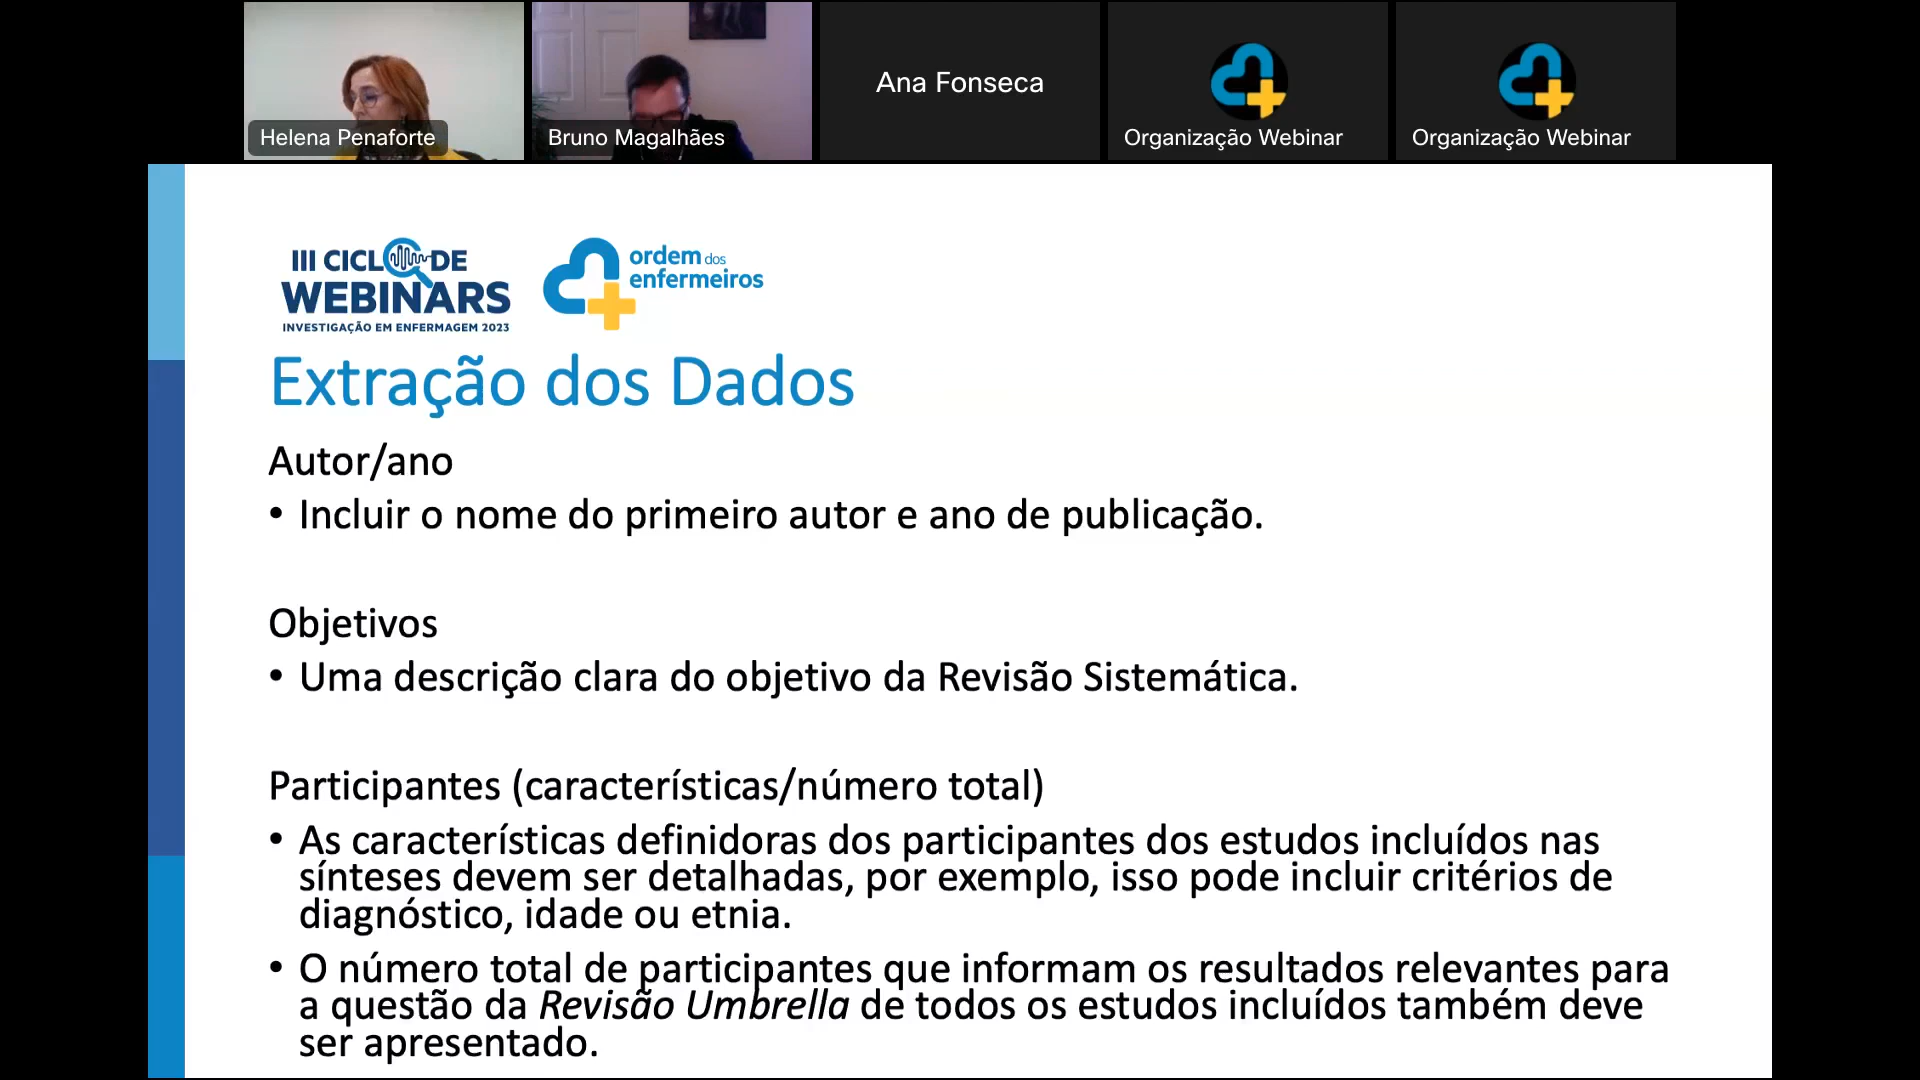 Helena Penaforte
Bruno Magalhães
Ana Fonseca
Organização Webinar
Organização Webinar
III CICLO DE
WEBINARS
INVESTIGAÇÃO EM ENFERMAGEM 2023
ordem dos
enfermeiros
Extração dos Dados
Autor/ano
• Incluir o nome do primeiro autor e ano de publicação.
Objetivos
• Uma descrição clara do objetivo da Revisão Sistemática.
Participantes (características/número total)
• As características definidoras dos participantes dos estudos incluídos nas
sínteses devem ser detalhadas, por exemplo, isso pode incluir critérios de
diagnóstico, idade ou etnia.
• O número total de participantes que informam os resultados relevantes para
a questão da Revisão Umbrella de todos os estudos incluídos também deve
ser apresentado.